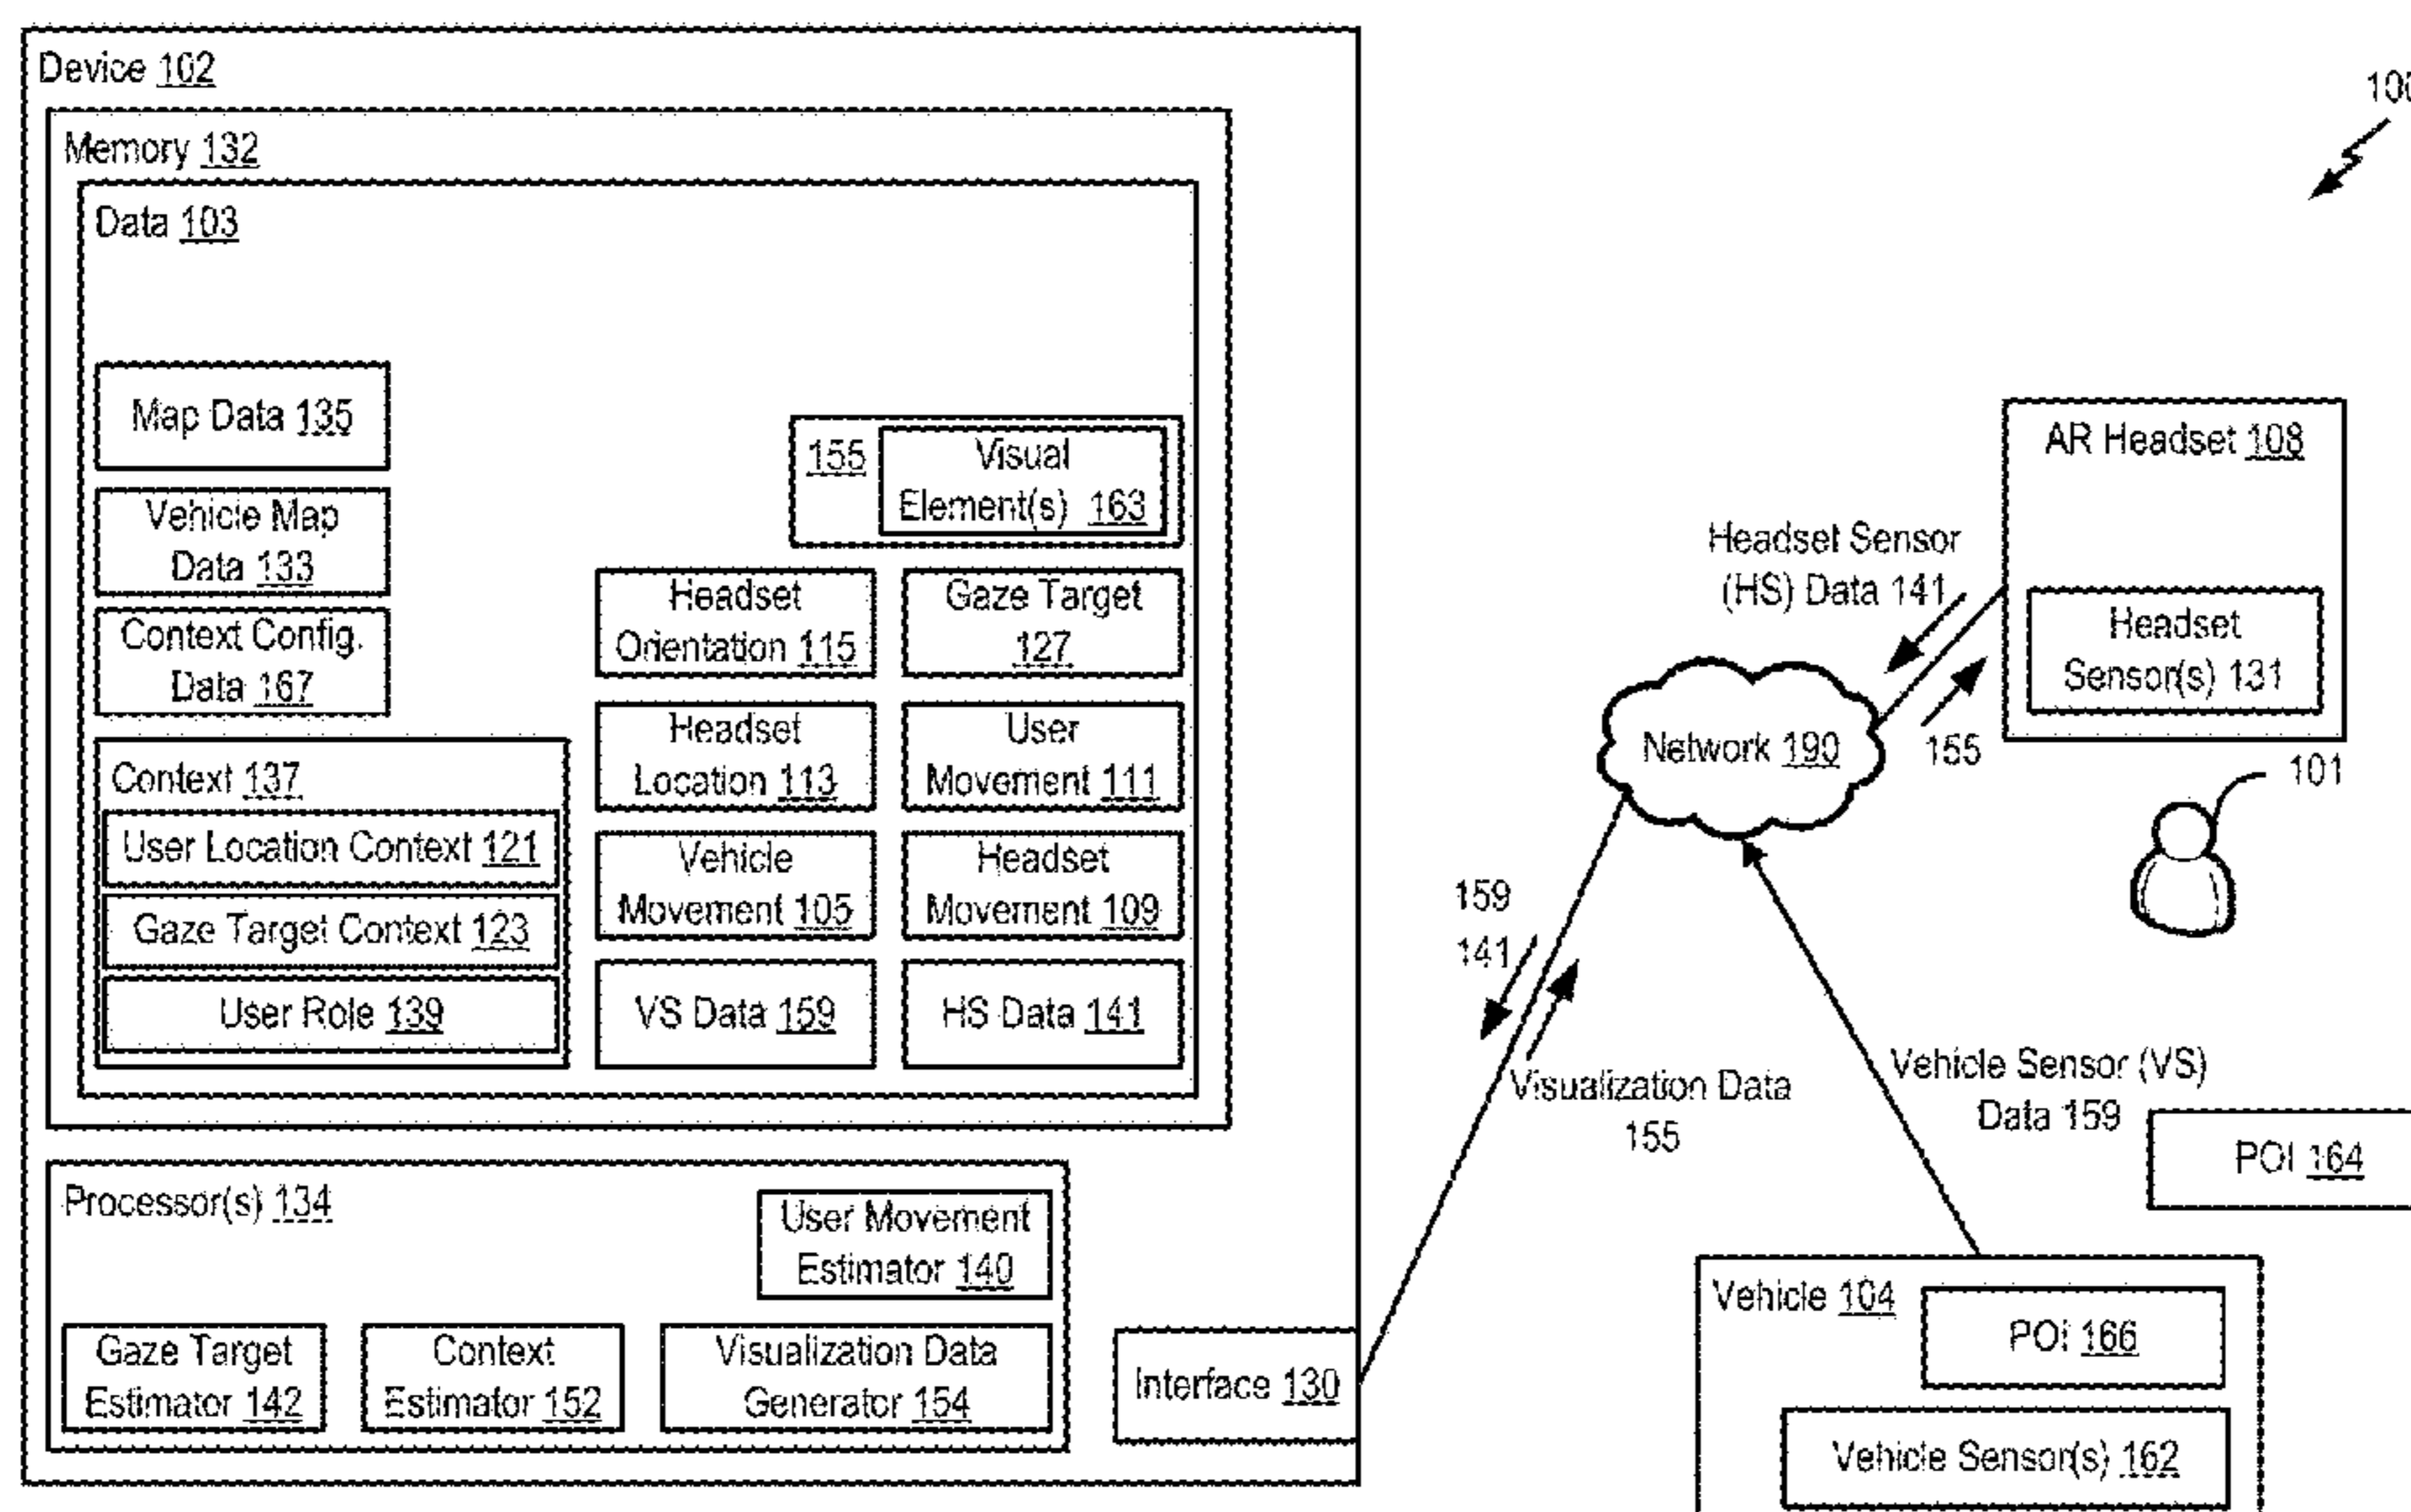 Device 102
Memory 132
Data 103
Map Data 135
Vehicle Map
Data 133
Context Config.
Data 167
Context 137
User Location Context 121
Gaze Target Context 123
User Role 139
155
Visual
Element(s) 163
Headset
Orientation 115
Gaze Target
127
Headset
Location 113
User
Movement 111
Vehicle
Movement 105
Headset
Movement 109
VS Data 159
HS Data 141
Processor(s) 134
User Movement
Estimator 140
Gaze Target
Estimator 142
Context
Estimator 152
Visualization Data
Generator 154
Interface 130
159
141
Visualization Data
155
Network 190
Headset Sensor
(HS) Data 141
155
AR Headset 108
Headset
Sensor(s) 131
101
Vehicle Sensor (VS)
Data 159
POI 164
Vehicle 104
POI 166
Vehicle Sensor(s) 162